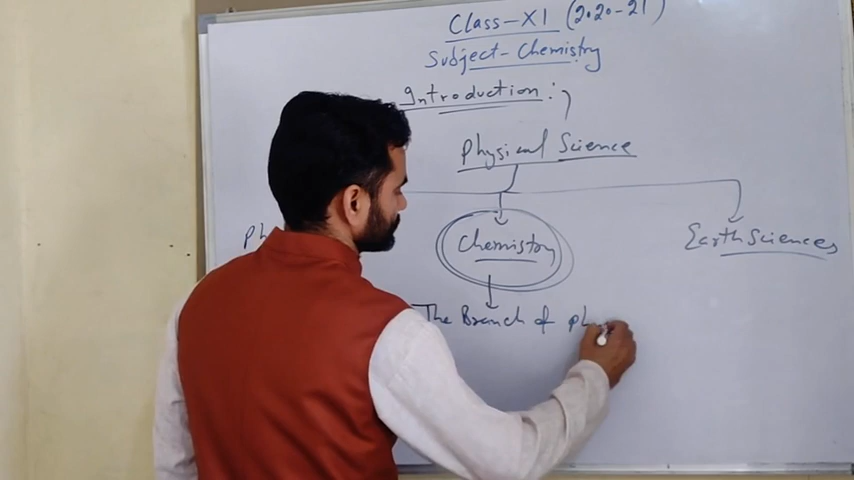 Class-XI (2020-21)
Subject-Chemistry
Introduction:
Physical Science
Ph
Chemistry
Earth Sciences
The Branch of ph